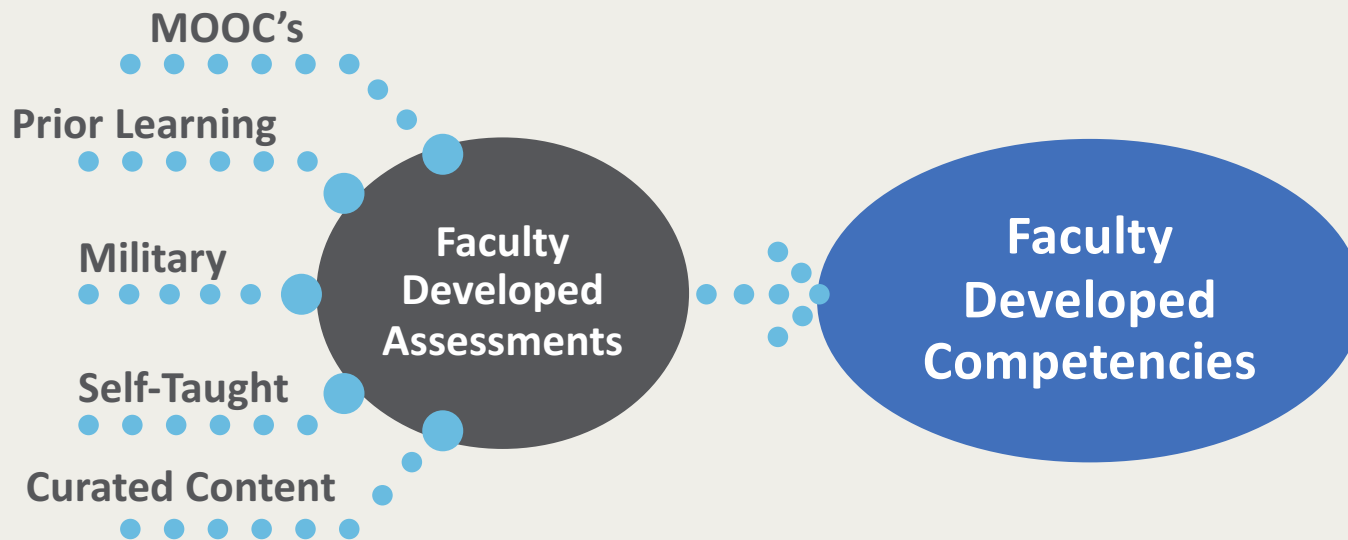 MOOC’s
Prior Learning
Military
Self-Taught
Curated Content
Faculty
Developed
Assessments
Faculty
Developed
Competencies